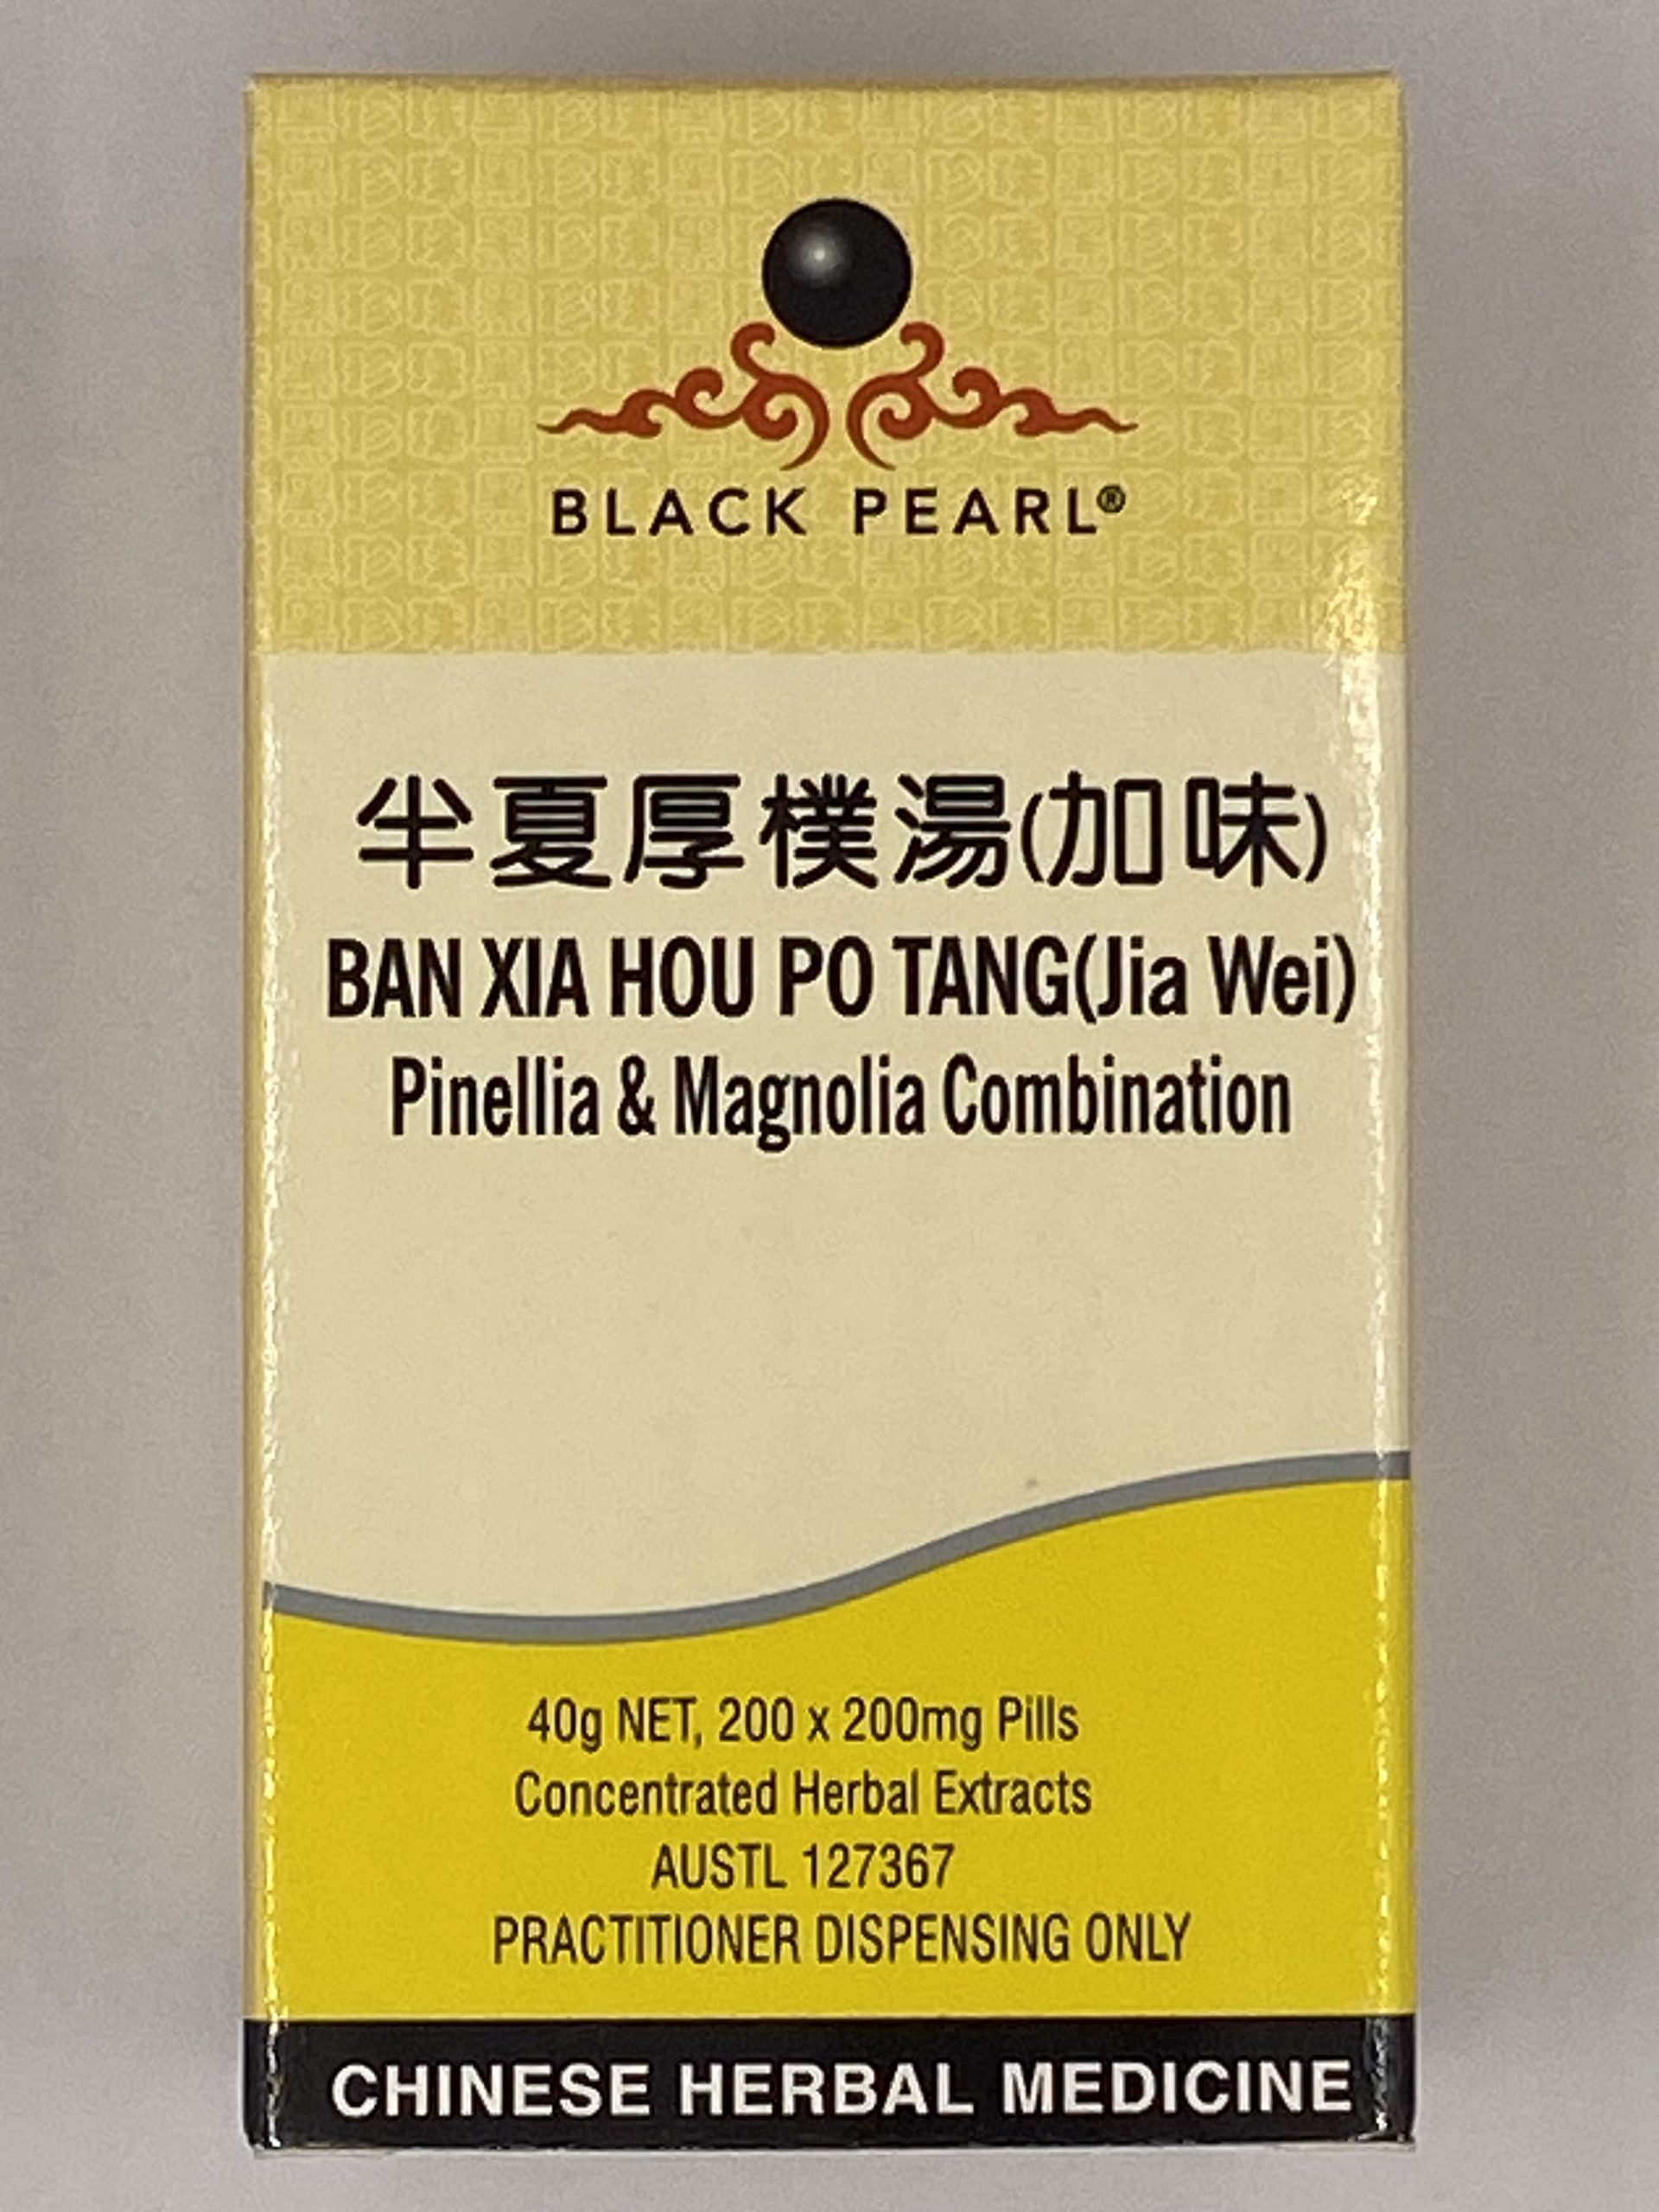 BLACK PEARL®
半夏厚樸湯(加味)
BAN XIA HOU PO TANG(Jia Wei)
Pinellia & Magnolia Combination
40g NET, 200 x 200mg Pills
Concentrated Herbal Extracts
AUSTL 127367
PRACTITIONER DISPENSING ONLY
CHINESE HERBAL MEDICINE